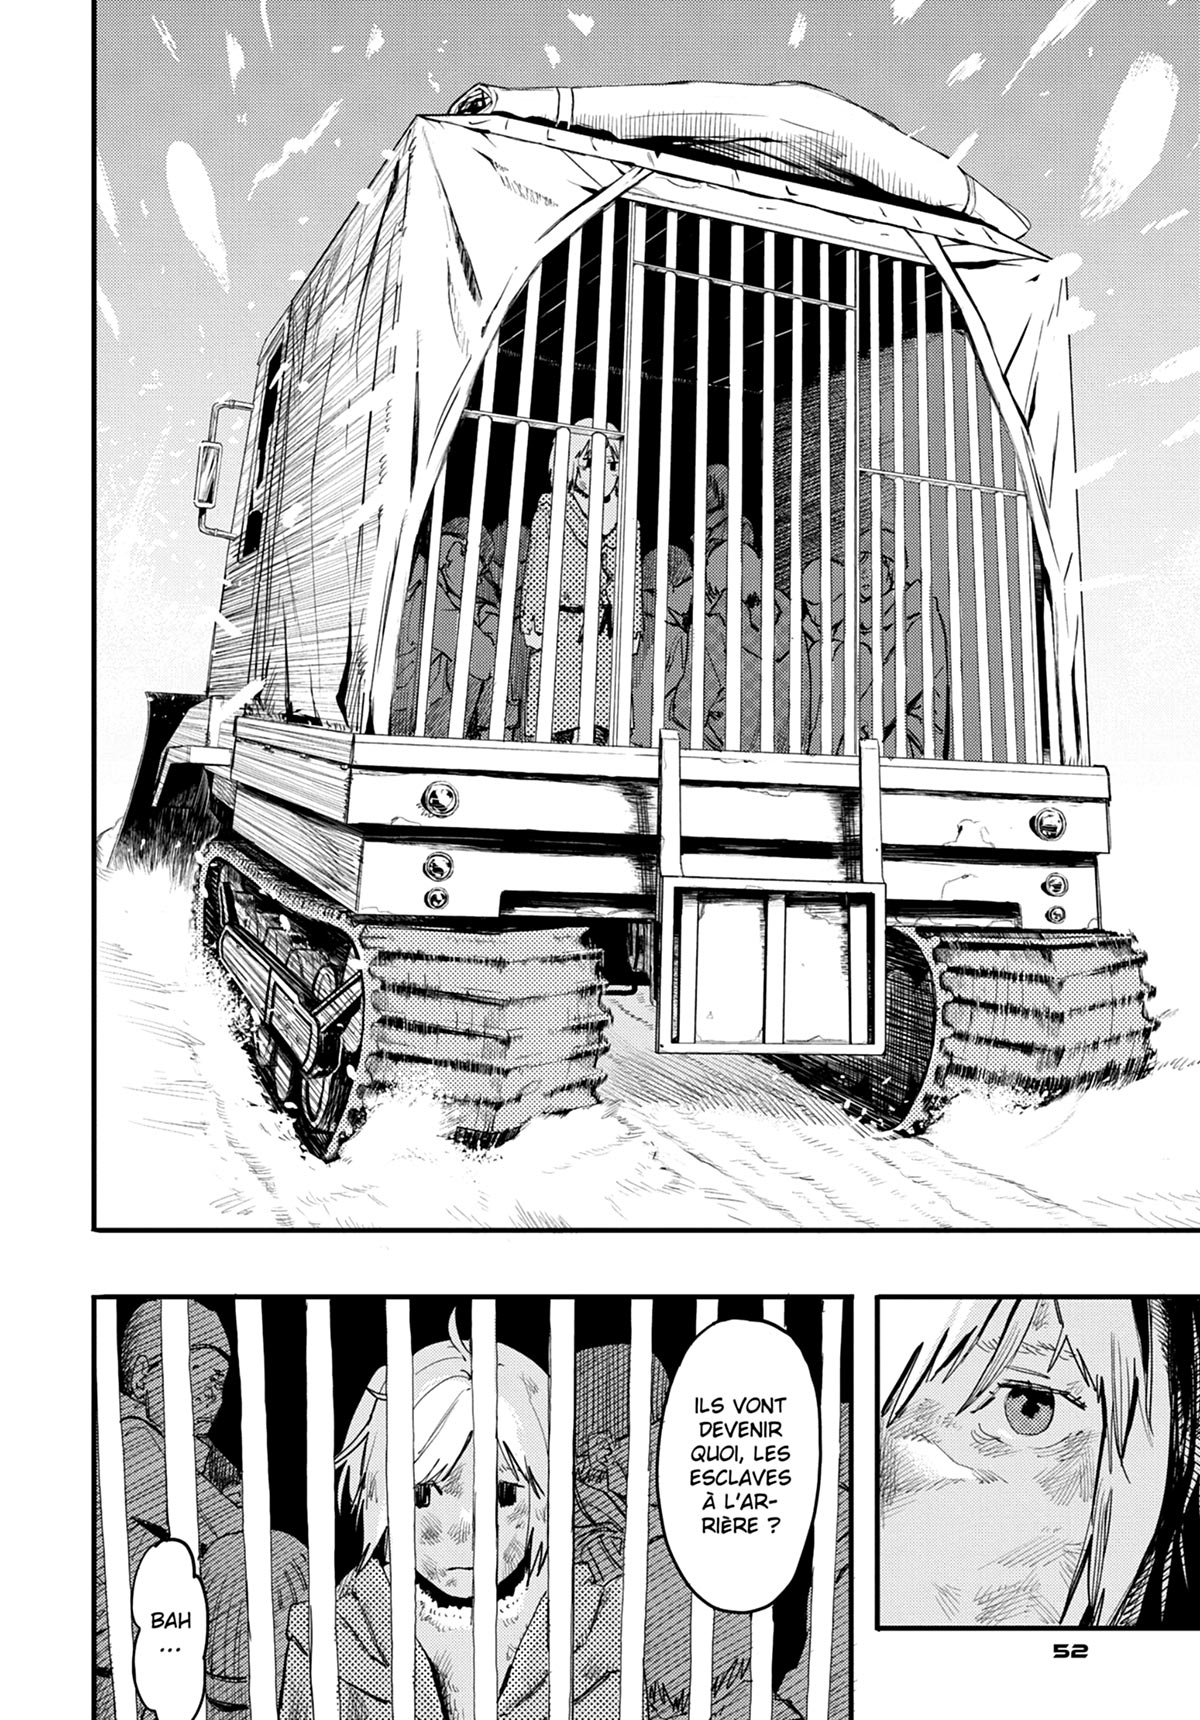 ILS VONT
DEVENIR
QUOI, LES
ESCLAVES
À L'AR-
RIÈRE ?
BAH
...
52